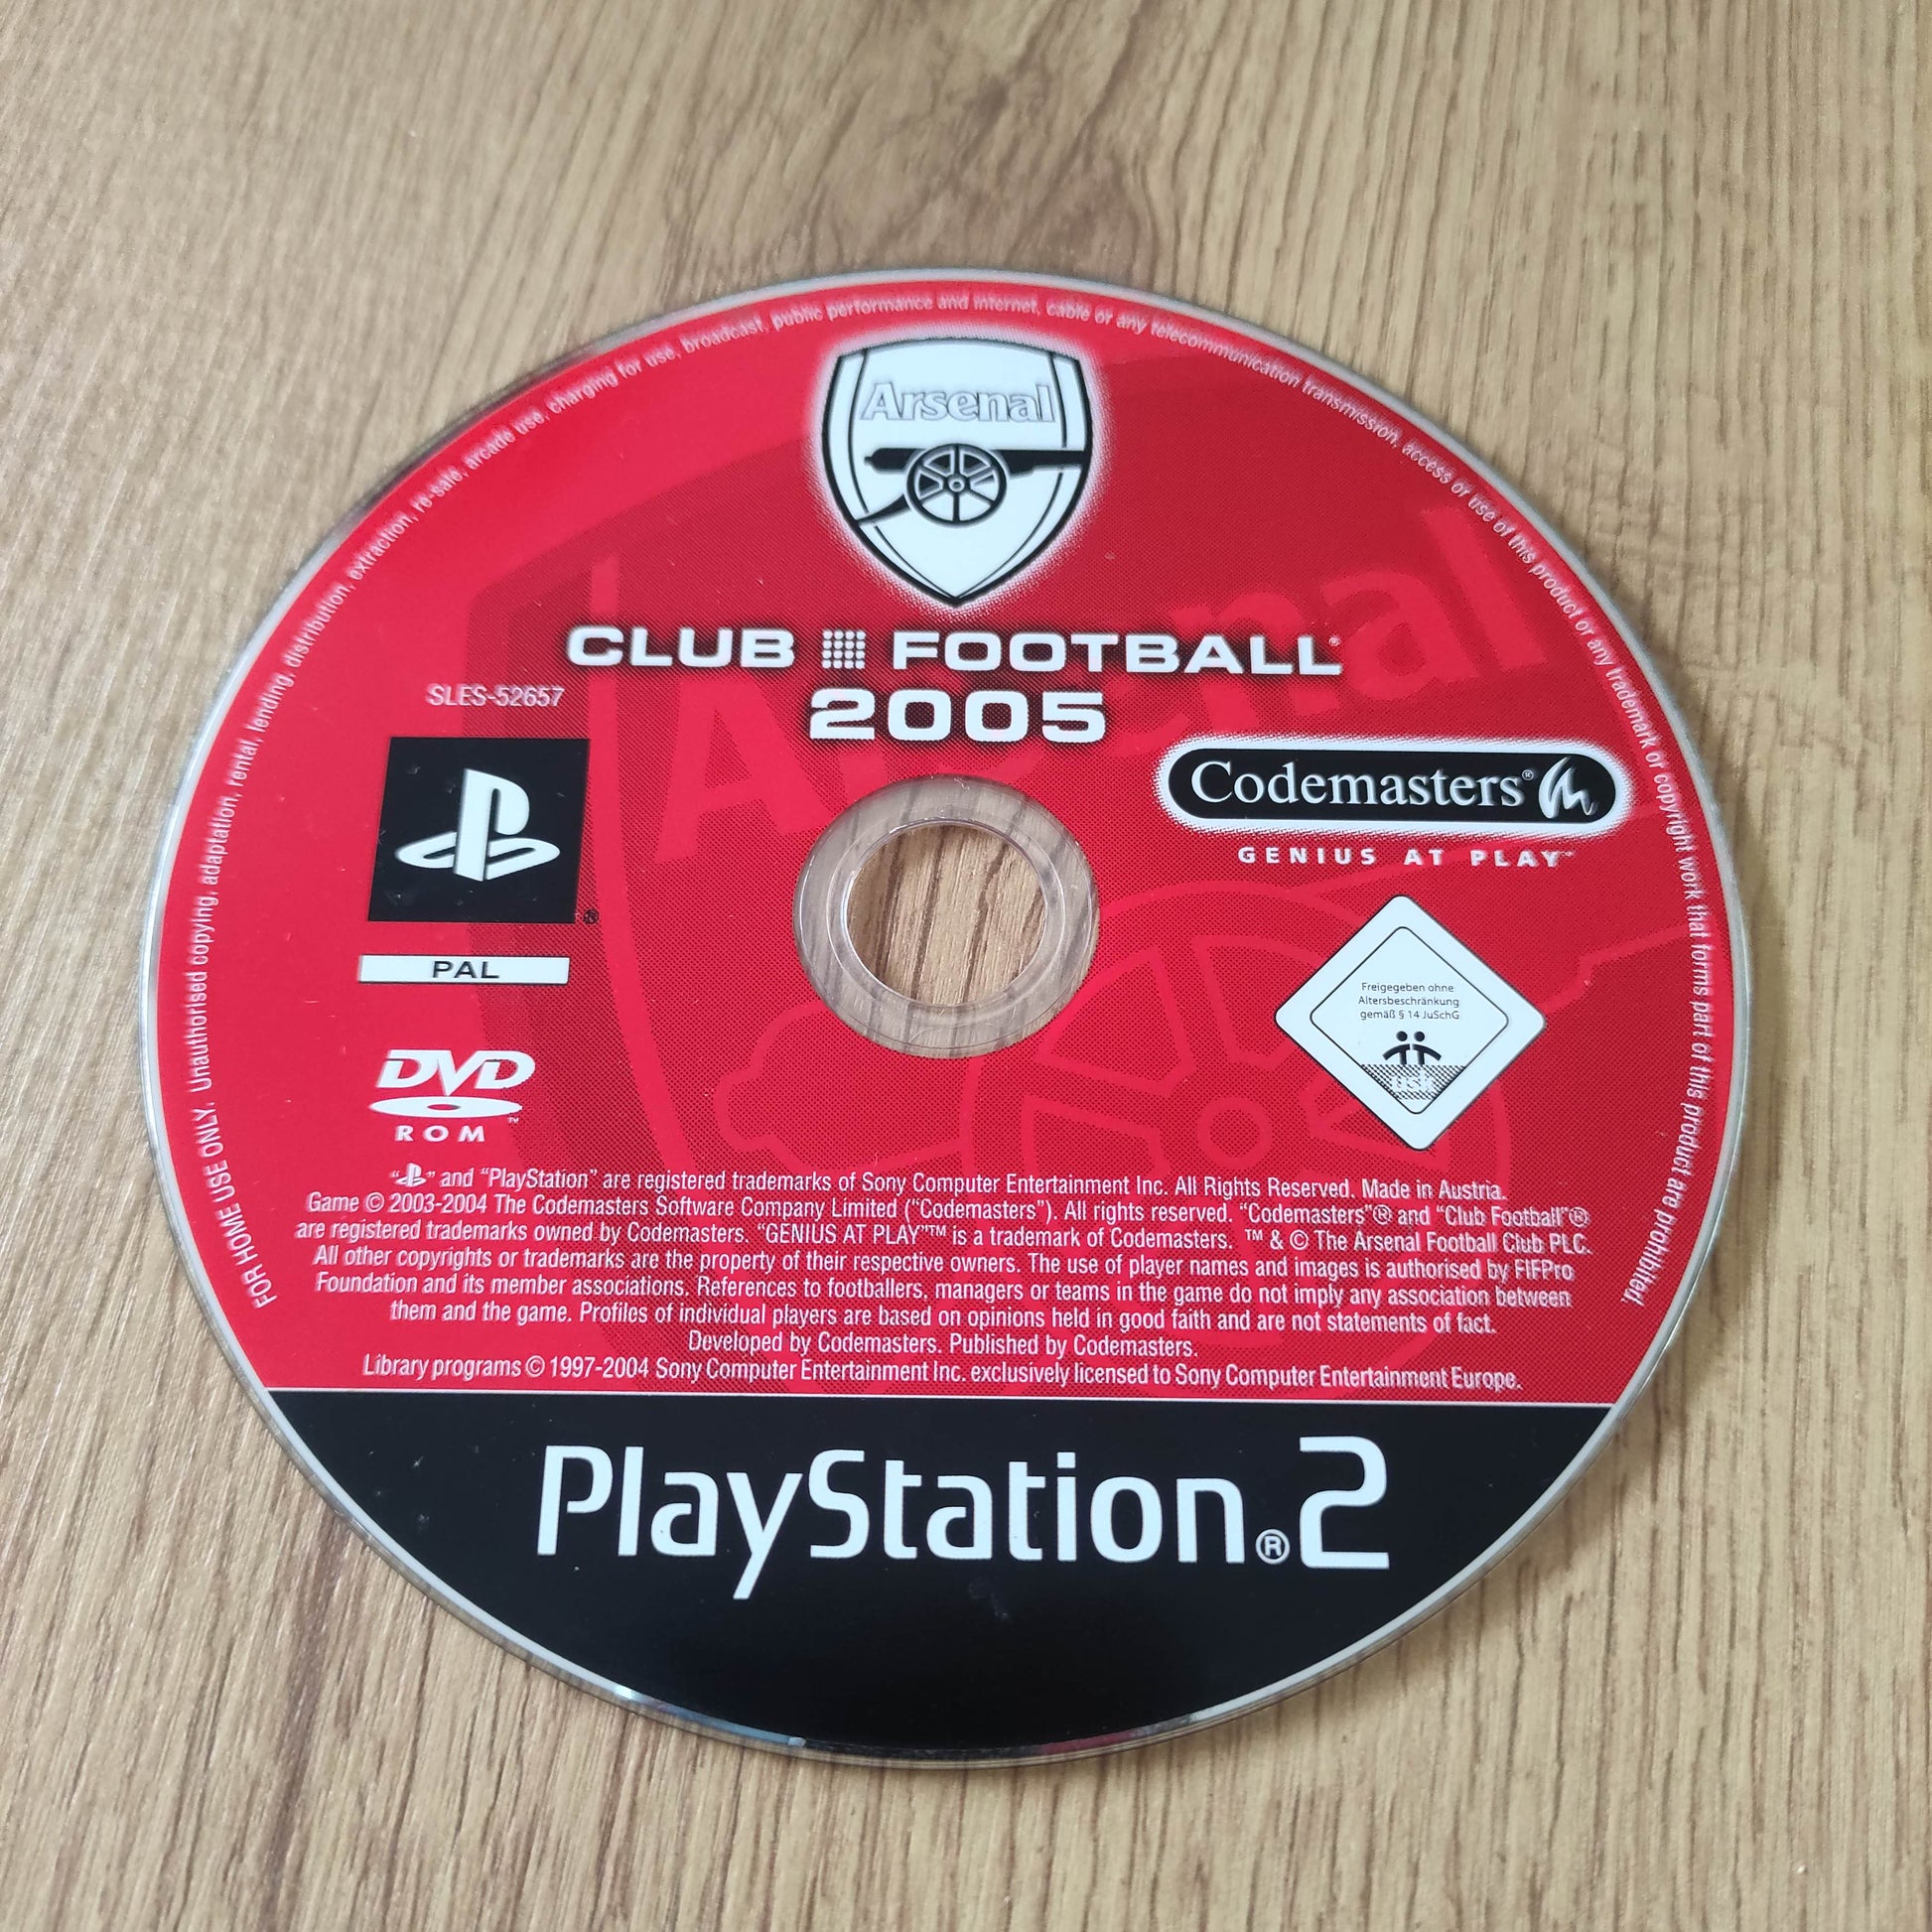 FOR HOME USE ONLY. Unauthorised copying, adaptation, rental, lending, distribution, extraction, re-sale, arcade use, charging for use, broadcast, public performance and internet, cable or any telecommunication transmission, access or use of this product or any trademark or copyright work that forms part of this product are prohibited.
Arsenal
CLUB FOOTBALL®
2005
SLES-52657
Codemasters®
GENIUS AT PLAY™
®
PAL
Freigegeben ohne
Altersbeschränkung
gemäß § 14 JuSchG
USK
DVD
ROM™
Arsenal
“ ” and “PlayStation” are registered trademarks of Sony Computer Entertainment Inc. All Rights Reserved. Made in Austria.
Game © 2003-2004 The Codemasters Software Company Limited (“Codemasters”). All rights reserved. “Codemasters”® and “Club Football”®
are registered trademarks owned by Codemasters. “GENIUS AT PLAY”™ is a trademark of Codemasters. ™ & © The Arsenal Football Club PLC.
All other copyrights or trademarks are the property of their respective owners. The use of player names and images is authorised by FIFPro
Foundation and its member associations. References to footballers, managers or teams in the game do not imply any association between
them and the game. Profiles of individual players are based on opinions held in good faith and are not statements of fact.
Developed by Codemasters. Published by Codemasters.
Library programs © 1997-2004 Sony Computer Entertainment Inc. exclusively licensed to Sony Computer Entertainment Europe.
PlayStation®2